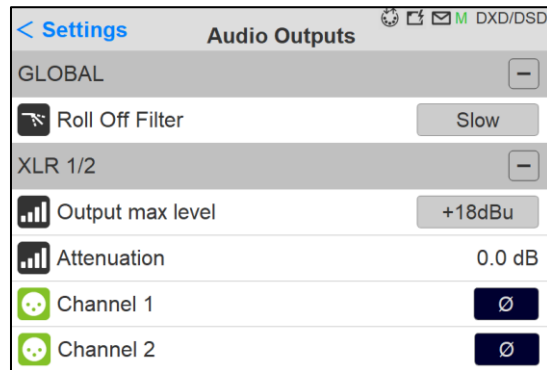 < Settings
Audio Outputs
M DXD/DSD
GLOBAL
Roll Off Filter
Slow
XLR 1/2
Output max level
+18dBu
Attenuation
0.0 dB
Channel 1
Ø
Channel 2
Ø